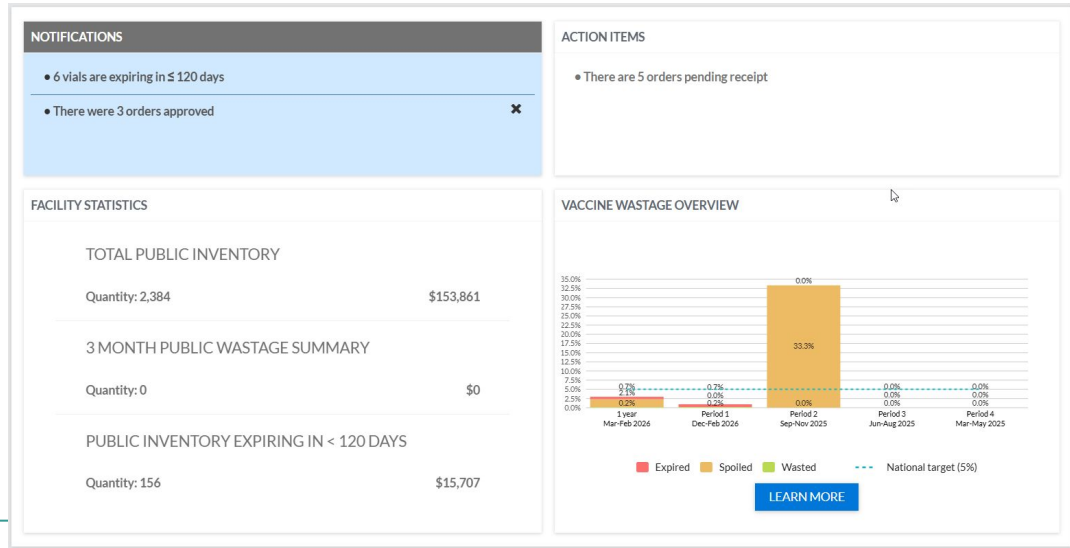 NOTIFICATIONS
• 6 vials are expiring in ≤ 120 days
• There were 3 orders approved ✖
ACTION ITEMS
• There are 5 orders pending receipt
FACILITY STATISTICS
TOTAL PUBLIC INVENTORY
Quantity: 2,384 $153,861
3 MONTH PUBLIC WASTAGE SUMMARY
Quantity: 0 $0
PUBLIC INVENTORY EXPIRING IN < 120 DAYS
Quantity: 156 $15,707
VACCINE WASTAGE OVERVIEW
35.0%
32.5%
30.0%
27.5%
25.0%
22.5%
20.0%
17.5%
15.0%
12.5%
10.0%
7.5%
5.0%
2.5%
0.0%
0.7%
2.1%
0.2%
0.7%
0.0%
0.2%
0.0%
33.3%
0.0%
0.0%
0.0%
0.0%
0.0%
0.0%
0.0%
1 year
Mar-Feb 2026
Period 1
Dec-Feb 2026
Period 2
Sep-Nov 2025
Period 3
Jun-Aug 2025
Period 4
Mar-May 2025
Expired Spoiled Wasted National target (5%)
LEARN MORE